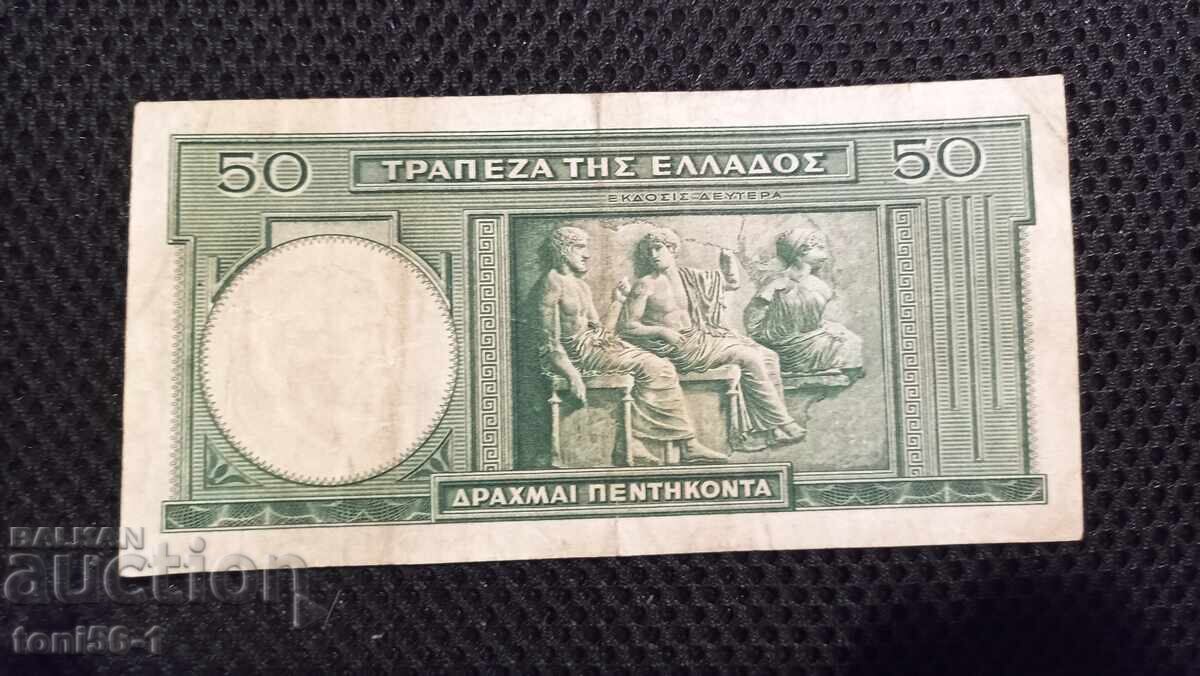 50 ΤΡΑΠΕΖΑ ΤΗΣ ΕΛΛΑΔΟΣ 50
ΕΚΔΟΣΙΣ ΔΕΥΤΕΡΑ
ΔΡΑΧΜΑΙ ΠΕΝΤΗΚΟΝΤΑ
BALKAN
auction
toni56-1